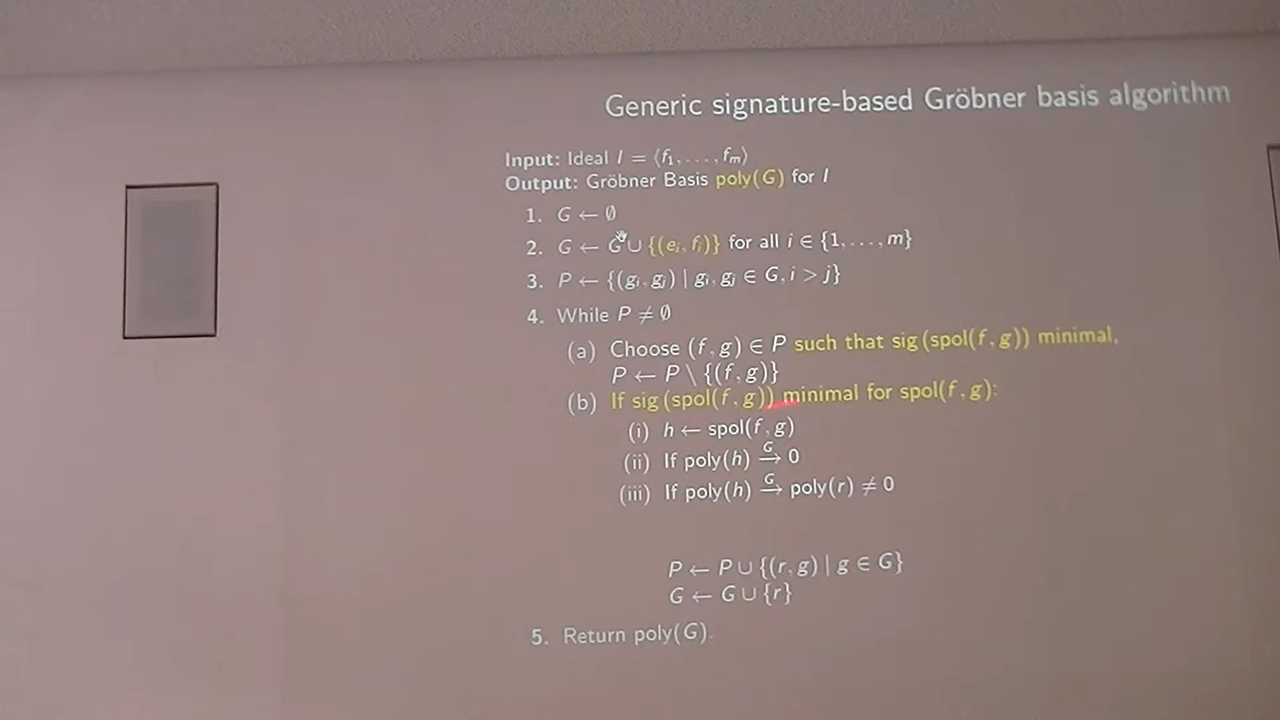 Generic signature-based Gröbner basis algorithm
Input: Ideal I = ⟨f₁, . . . , fₘ⟩
Output: Gröbner Basis poly(G) for I
1. G ← ∅
2. G ← G ∪ {(eᵢ, fᵢ)} for all i ∈ {1, . . . , m}
3. P ← {(gᵢ, gⱼ) | gᵢ, gⱼ ∈ G, i > j}
4. While P ≠ ∅
(a) Choose (f, g) ∈ P such that sig (spol(f, g)) minimal,
P ← P \ {(f, g)}
(b) If sig (spol(f, g)) minimal for spol(f, g):
(i) h ← spol(f, g)
(ii) If poly(h) →ᴳ 0
(iii) If poly(h) →ᴳ poly(r) ≠ 0
P ← P ∪ {(r, g) | g ∈ G}
G ← G ∪ {r}
5. Return poly(G).